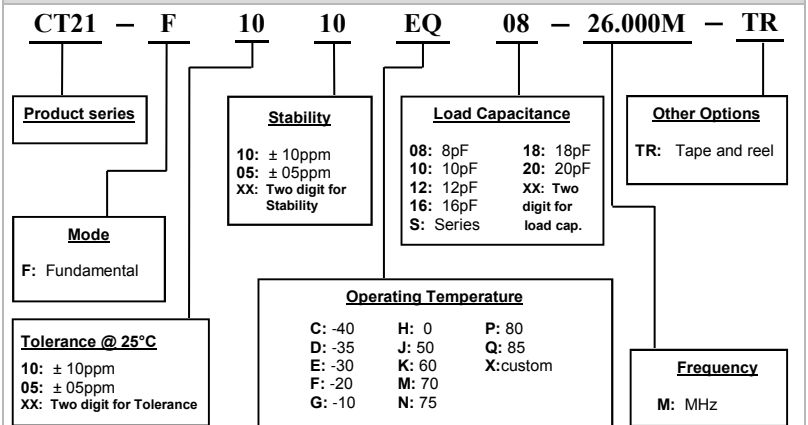 CT21 – F 10 10 EQ 08 – 26.000M – TR
Product series
Stability
10: ± 10ppm
05: ± 05ppm
XX: Two digit for
Stability
Load Capacitance
08: 8pF 18: 18pF
10: 10pF 20: 20pF
12: 12pF XX: Two
16: 16pF digit for
S: Series load cap.
Other Options
TR: Tape and reel
Mode
F: Fundamental
Operating Temperature
C: -40 H: 0 P: 80
D: -35 J: 50 Q: 85
E: -30 K: 60 X:custom
F: -20 M: 70
G: -10 N: 75
Tolerance @ 25°C
10: ± 10ppm
05: ± 05ppm
XX: Two digit for Tolerance
Frequency
M: MHz